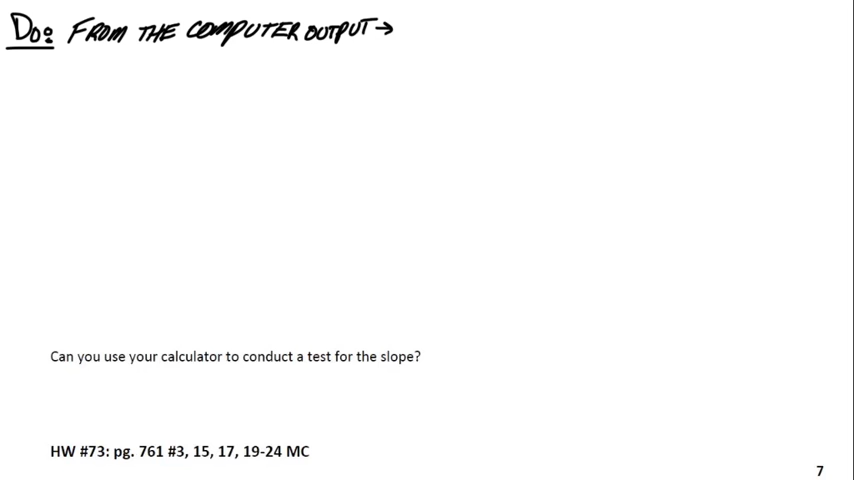 Do: FROM THE COMPUTER OUTPUT→
Can you use your calculator to conduct a test for the slope?
HW #73: pg. 761 #3, 15, 17, 19-24 MC
7